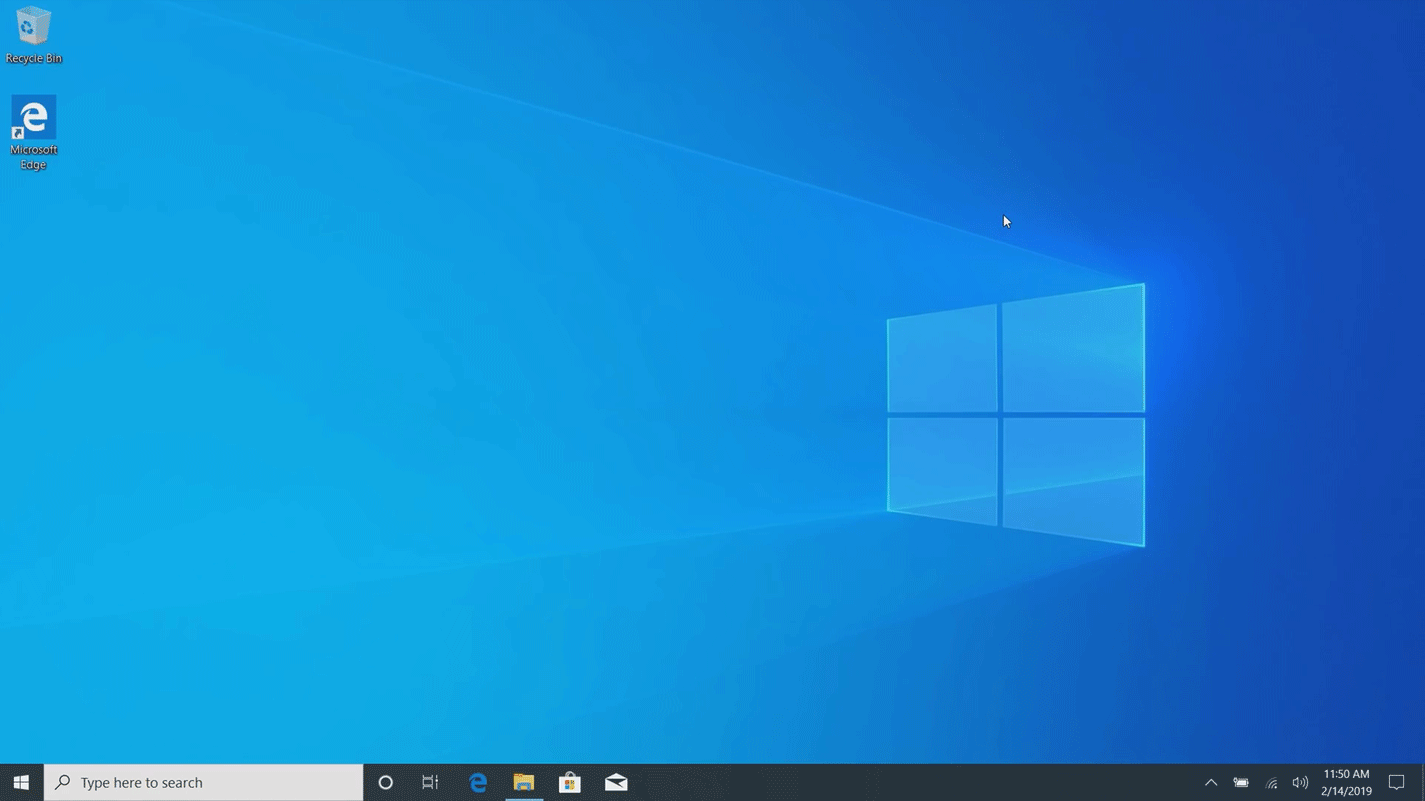 Recycle Bin
Microsoft
Edge
Type here to search
11:50 AM
2/14/2019